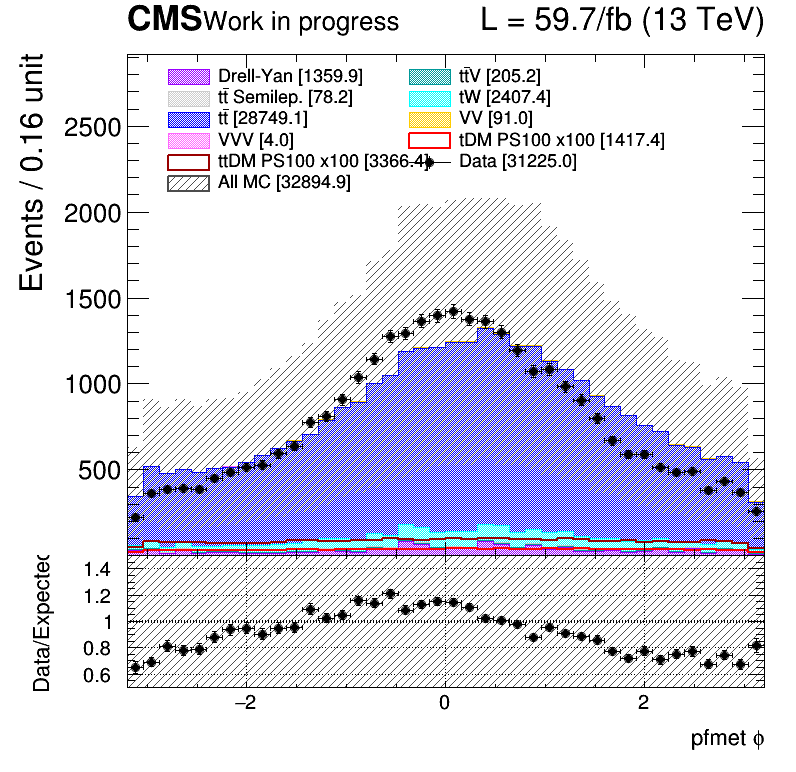 CMS Work in progress L = 59.7/fb (13 TeV)
Events / 0.16 unit
Drell-Yan [1359.9] tt̄V [205.2]
tt̄ Semilep. [78.2] tW [2407.4]
tt̄ [28749.1] VV [91.0]
VVV [4.0] tDM PS100 x100 [1417.4]
ttDM PS100 x100 [3366.4] Data [31225.0]
All MC [32894.9]
2500
2000
1500
1000
500
Data/Expected
1.4
1.2
1
0.8
0.6
−2 0 2
pfmet ϕ